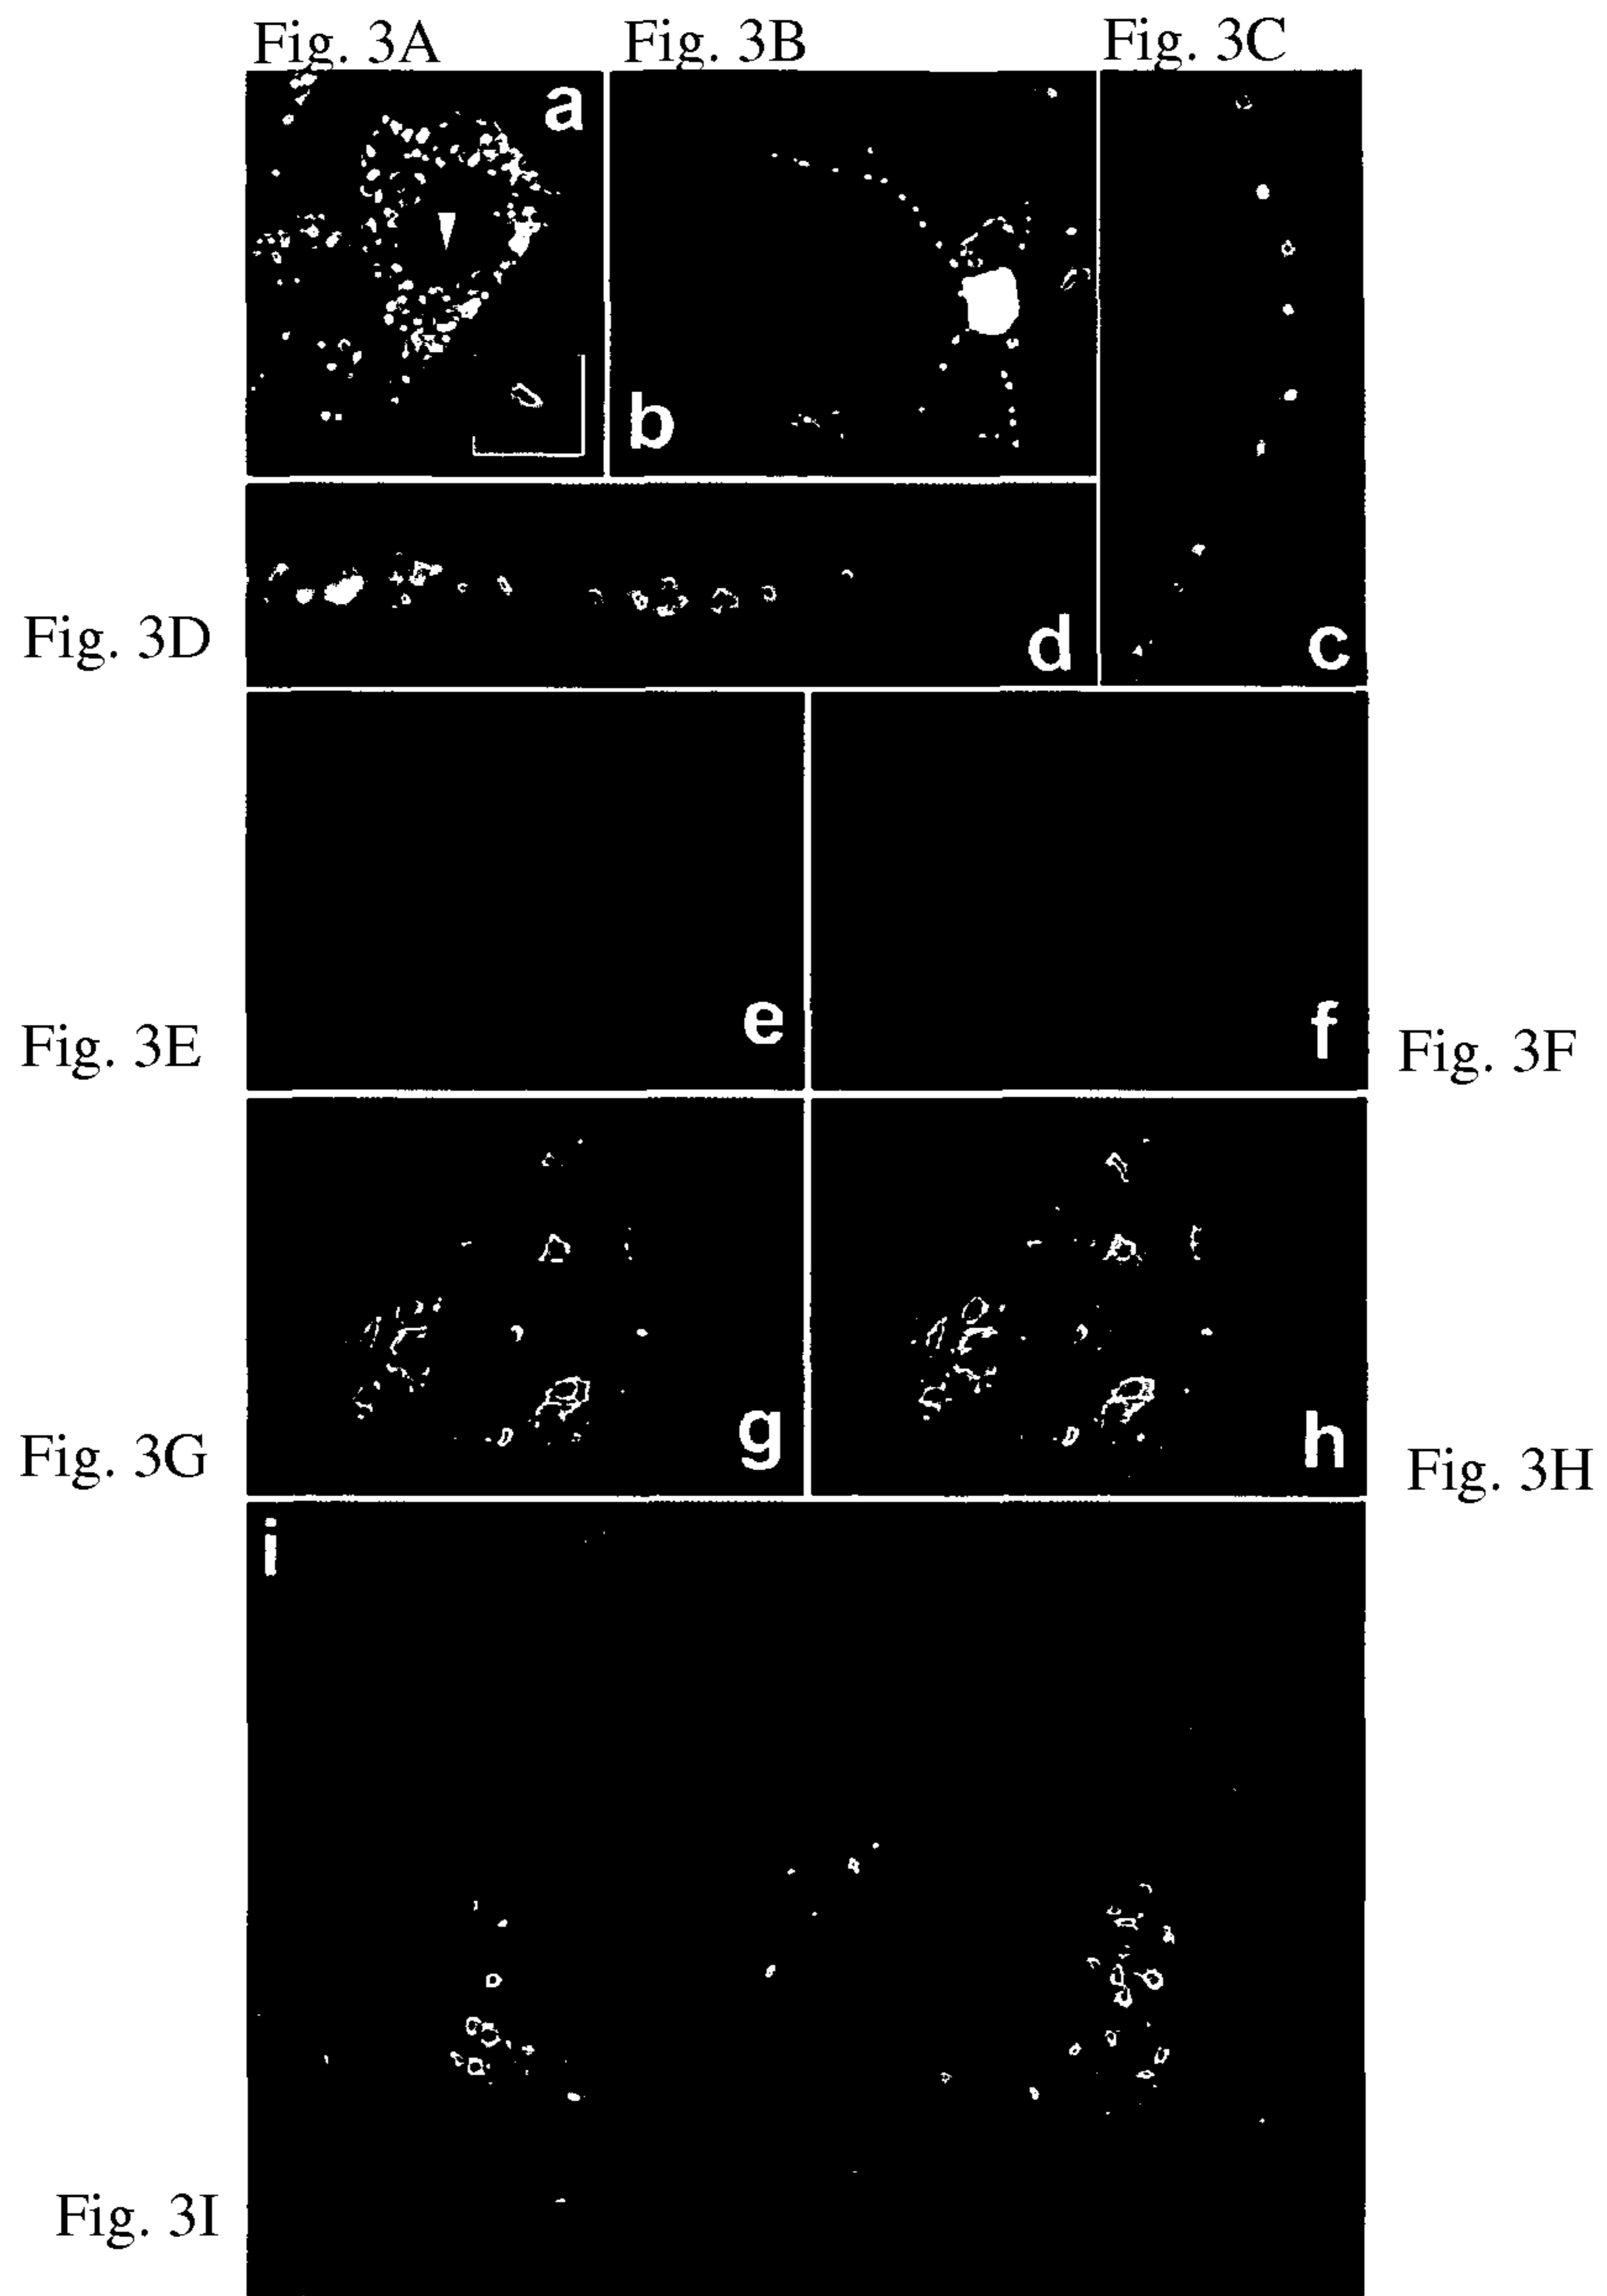 Fig. 3A
Fig. 3B
Fig. 3C
a
b
Fig. 3D
d
c
e
f
Fig. 3E
Fig. 3F
g
h
Fig. 3G
Fig. 3H
i
Fig. 3I